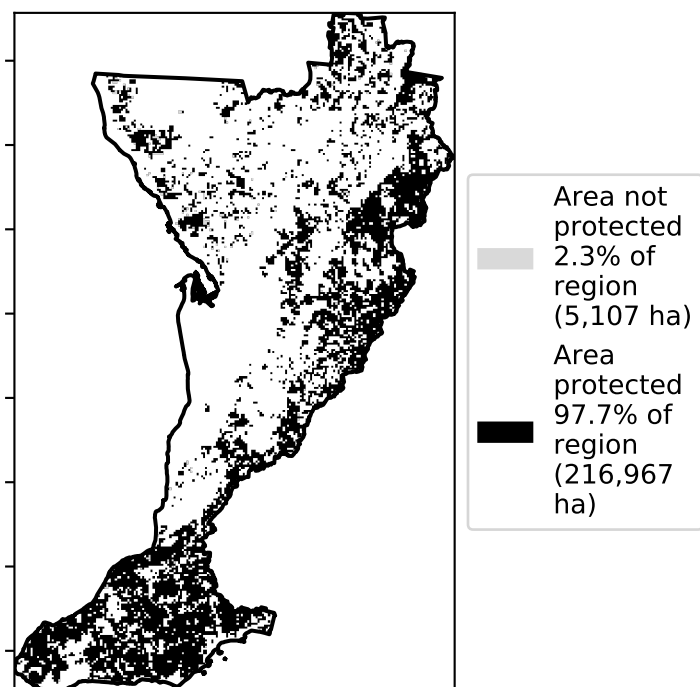 Area not
protected
2.3% of
region
(5,107 ha)
Area
protected
97.7% of
region
(216,967
ha)